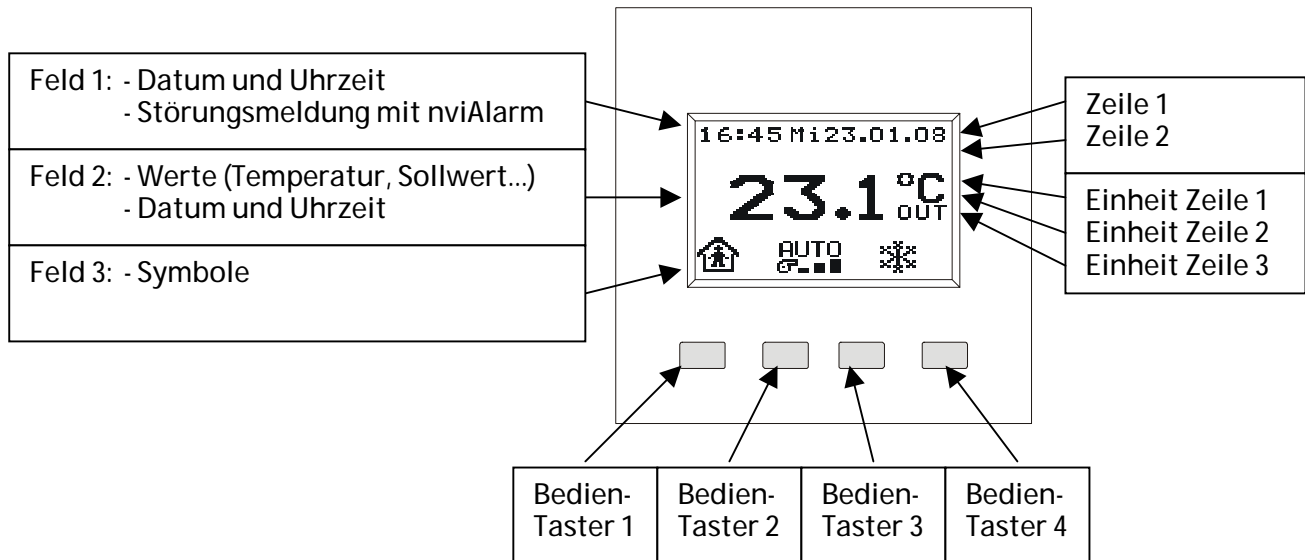 Feld 1: - Datum und Uhrzeit
- Störungsmeldung mit nviAlarm
Feld 2: - Werte (Temperatur, Sollwert...)
- Datum und Uhrzeit
Feld 3: - Symbole
16:45 Mi23.01.08
23.1 °C
OUT
AUTO
Zeile 1
Zeile 2
Einheit Zeile 1
Einheit Zeile 2
Einheit Zeile 3
Bedien-
Taster 1
Bedien-
Taster 2
Bedien-
Taster 3
Bedien-
Taster 4